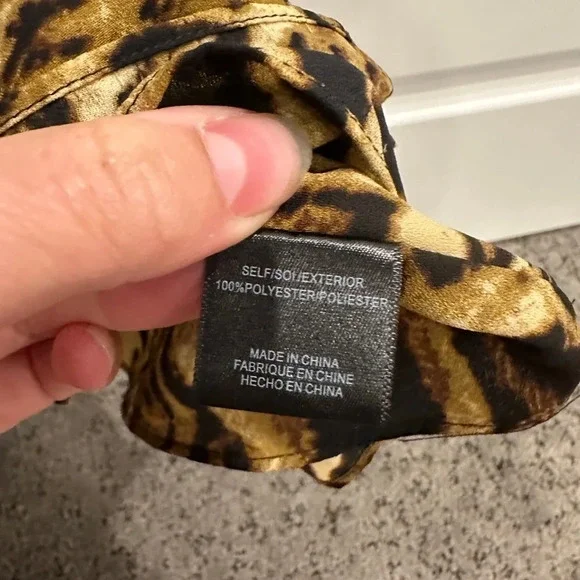 SELF/SOI/EXTERIOR
100%POLYESTER/POLIESTER
MADE IN CHINA
FABRIQUE EN CHINE
HECHO EN CHINA